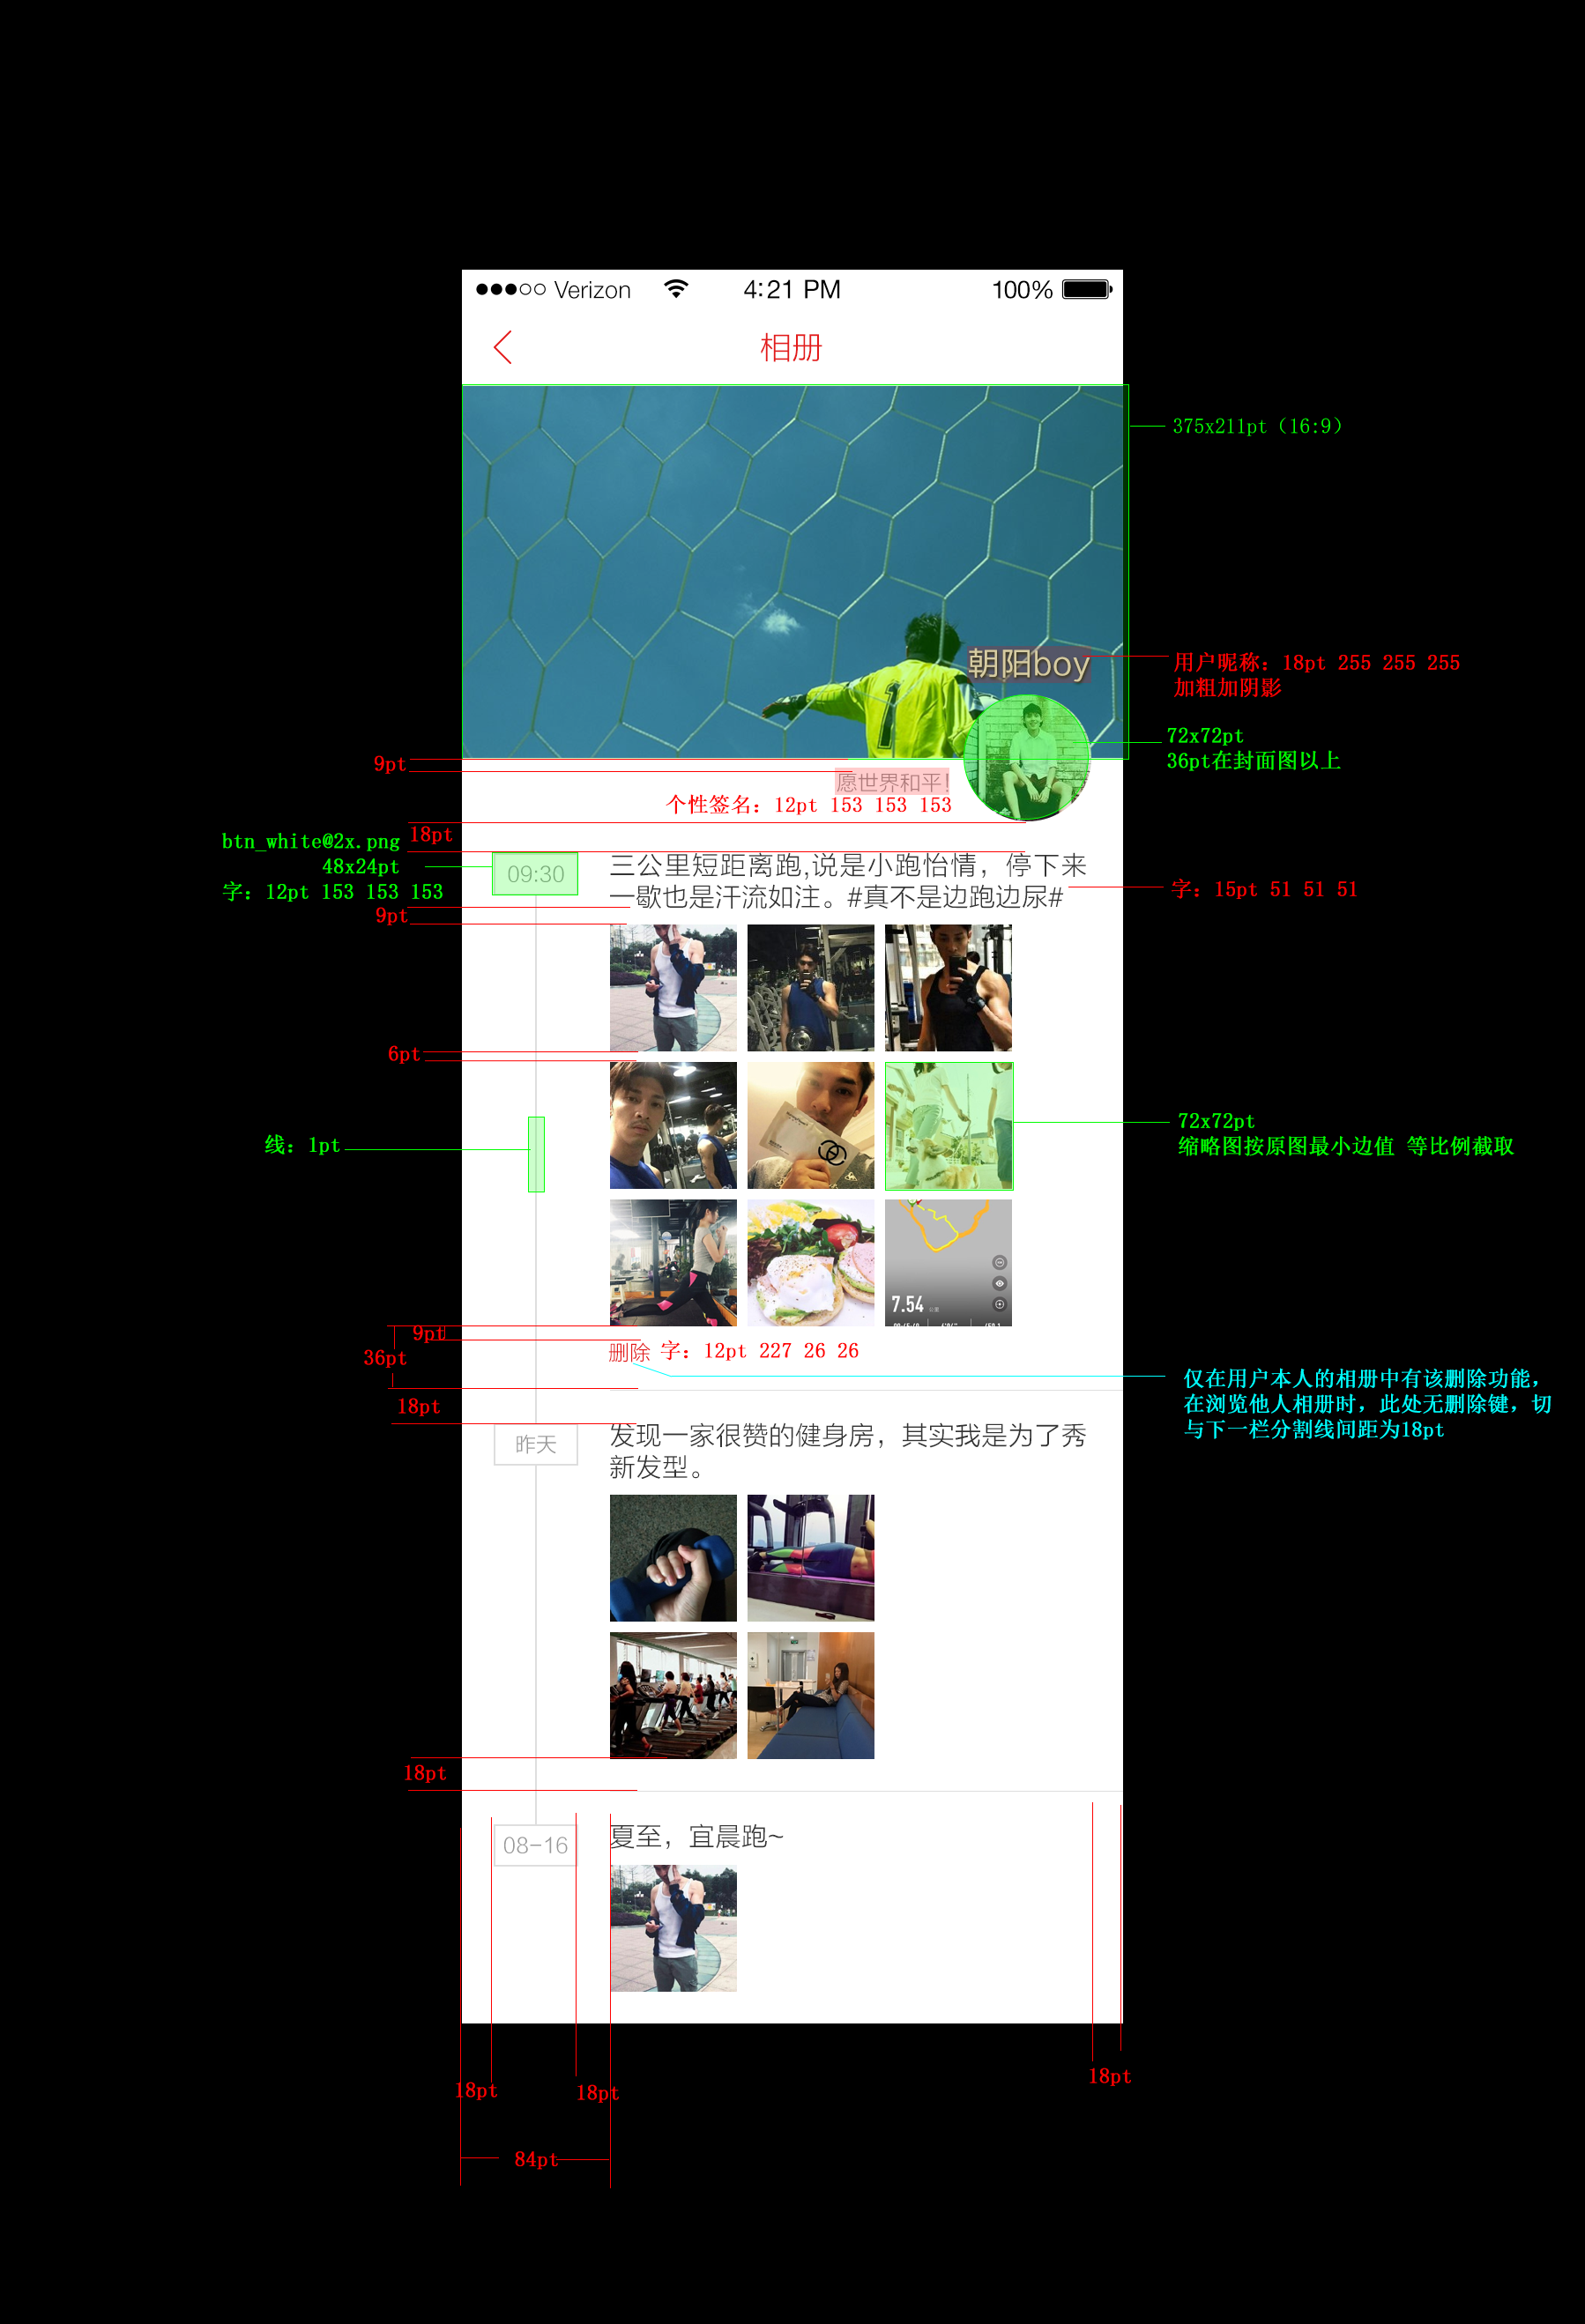 Verizon 4:21 PM 100%
相册
375x211pt（16:9）
朝阳boy
用户昵称：18pt 255 255 255
加粗加阴影
72x72pt
36pt在封面图以上
9pt
愿世界和平！
个性签名：12pt 153 153 153
18pt
btn_white@2x.png
48x24pt
字：12pt 153 153 153
09:30
三公里短距离跑,说是小跑怡情，停下来
一歇也是汗流如注。#真不是边跑边尿#
字：15pt 51 51 51
9pt
1
6pt
线：1pt
72x72pt
缩略图按原图最小边值 等比例截取
7.54
9pt
36pt
删除 字：12pt 227 26 26
仅在用户本人的相册中有该删除功能，
在浏览他人相册时，此处无删除键，切
与下一栏分割线间距为18pt
18pt
昨天
发现一家很赞的健身房，其实我是为了秀
新发型。
18pt
08-16
夏至，宜晨跑~
18pt
18pt
18pt
84pt